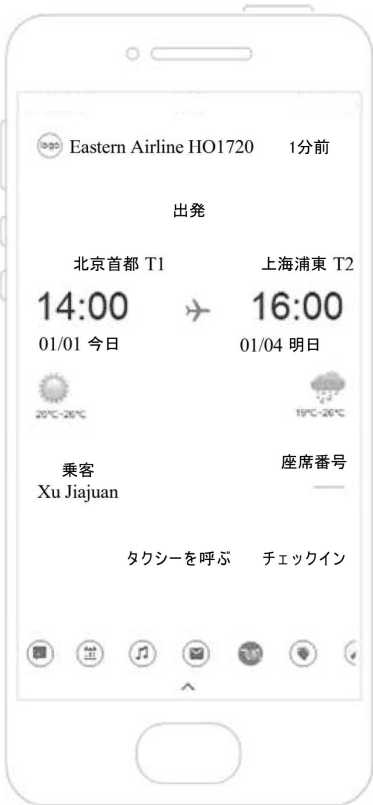 logo Eastern Airline HO1720 1分前
出発
北京首都 T1 上海浦東 T2
14:00 16:00
01/01 今日 01/04 明日
20℃-26℃ 19℃-26℃
乗客 座席番号
Xu Jiajuan
タクシーを呼ぶ チェックイン